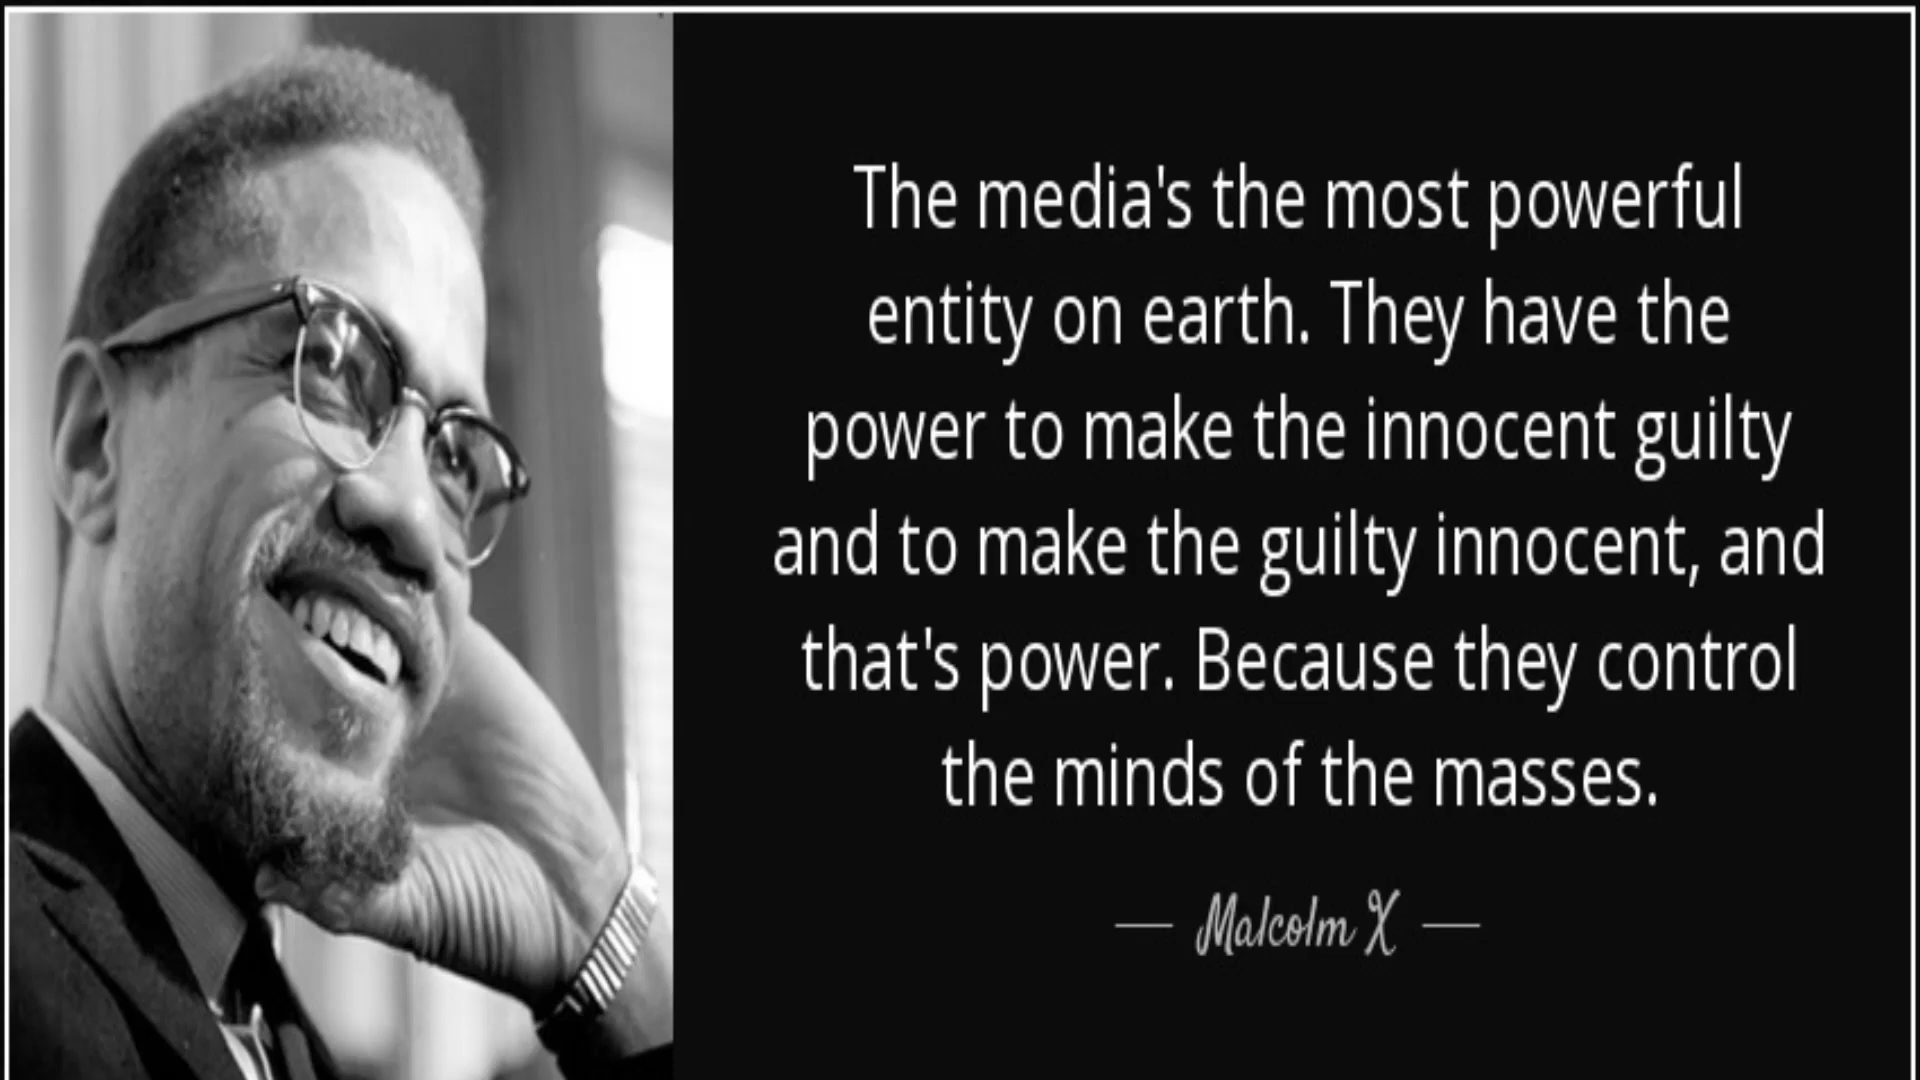 The media's the most powerful
entity on earth. They have the
power to make the innocent guilty
and to make the guilty innocent, and
that's power. Because they control
the minds of the masses.
— Malcolm X —